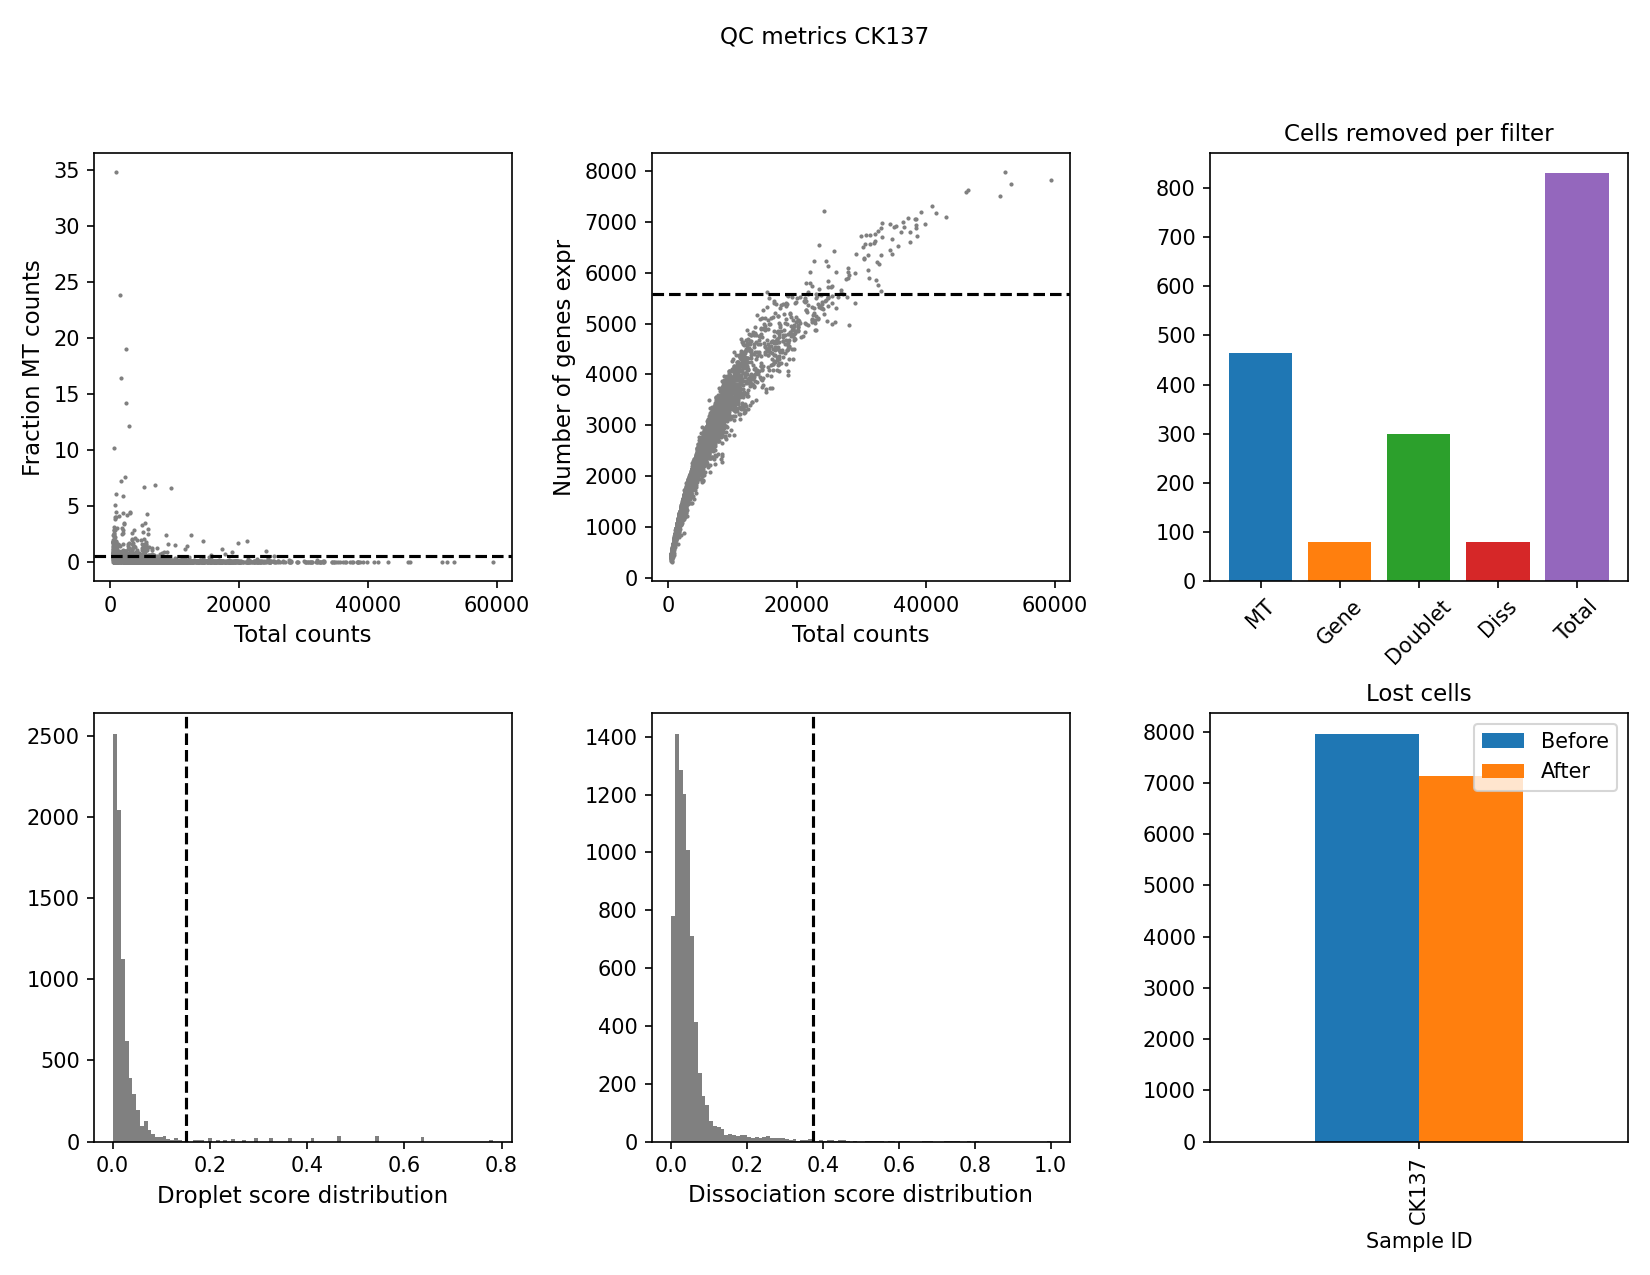 QC metrics CK137
Fraction MT counts
35
30
25
20
15
10
5
0
0 20000 40000 60000
Total counts
Number of genes expr
8000
7000
6000
5000
4000
3000
2000
1000
0
0 20000 40000 60000
Total counts
Cells removed per filter
800
700
600
500
400
300
200
100
0
MT Gene Doublet Diss Total
2500
2000
1500
1000
500
0
0.0 0.2 0.4 0.6 0.8
Droplet score distribution
1400
1200
1000
800
600
400
200
0
0.0 0.2 0.4 0.6 0.8 1.0
Dissociation score distribution
Lost cells
8000
7000
6000
5000
4000
3000
2000
1000
0
Before
After
CK137
Sample ID